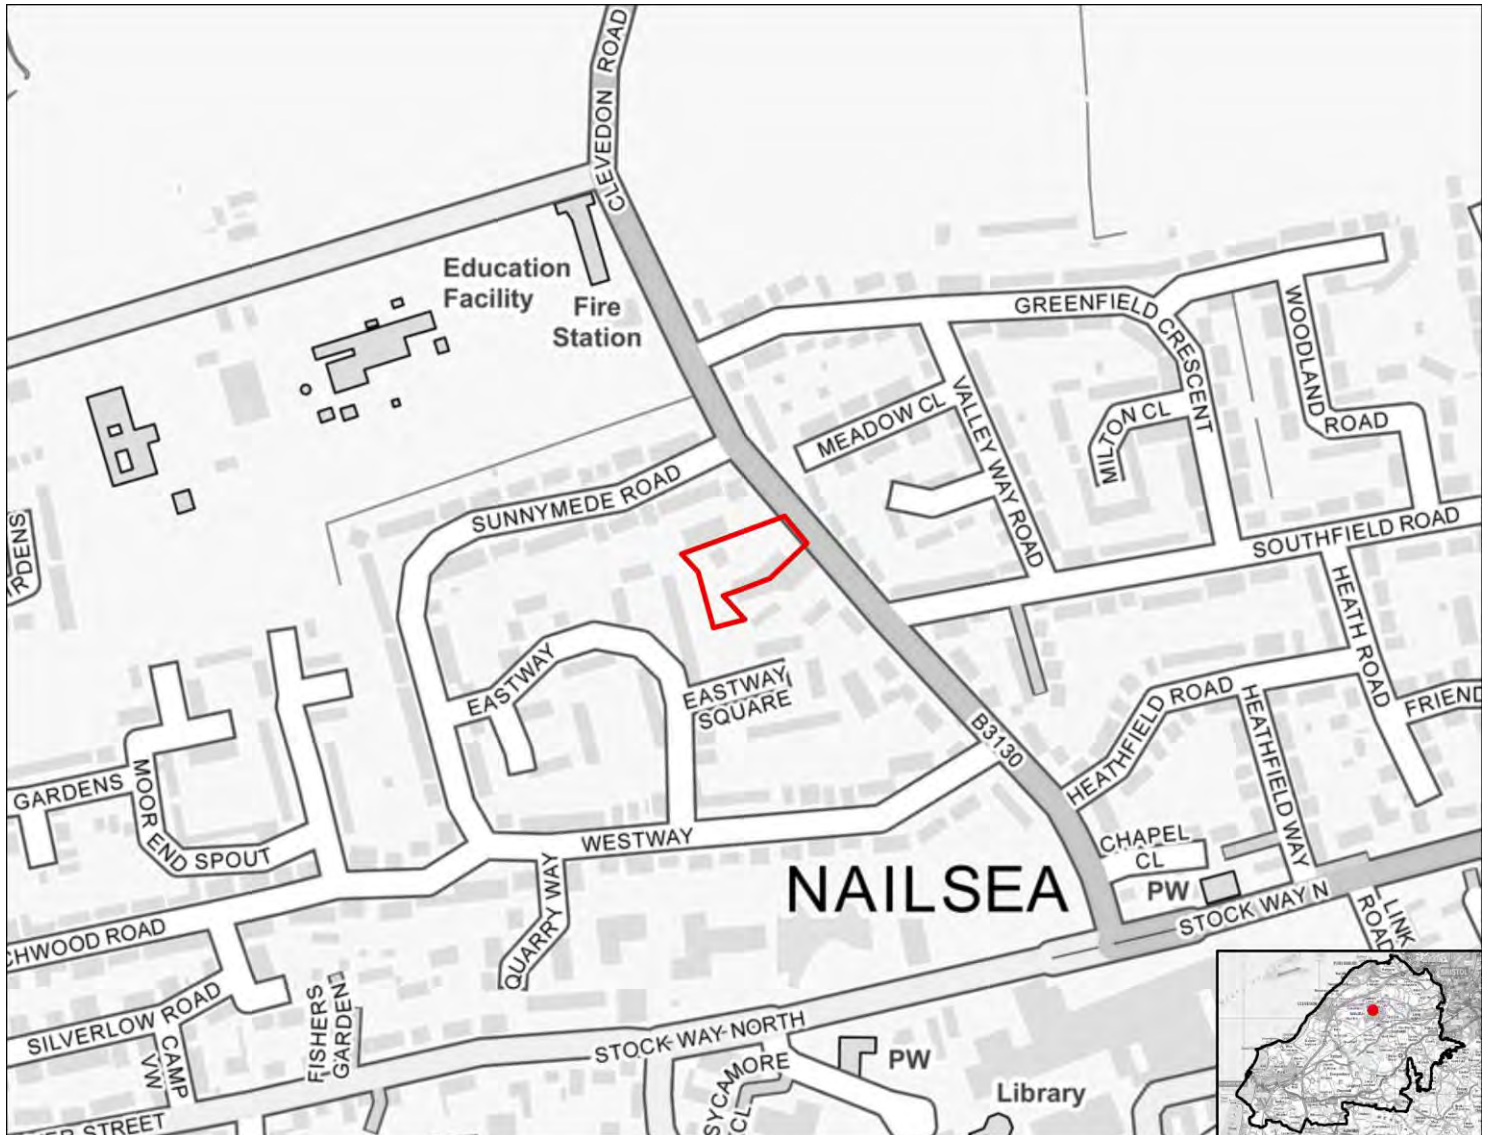 CLEVEDON ROAD
Education
Facility
Fire
Station
GREENFIELD CRESCENT
WOODLAND
ROAD
MEADOW CL
VALLEY WAY ROAD
MILTON CL
SUNNYMEDE ROAD
SOUTHFIELD ROAD
RDENS
HEATH ROAD
EASTWAY
EASTWAY
SQUARE
HEATHFIELD ROAD
HEATHFIELD WAY
FRIEND
B3130
GARDENS
MOOR END SPOUT
WESTWAY
QUARRY WAY
CHAPEL
CL
NAILSEA
PW
STOCK WAY N
LINK
ROAD
CHWOOD ROAD
SILVERLOW ROAD
CAMP
VW
FISHERS
GARDEN
STOCK WAY NORTH
SYCAMORE
CL
PW
Library
ER STREET
BRISTOL